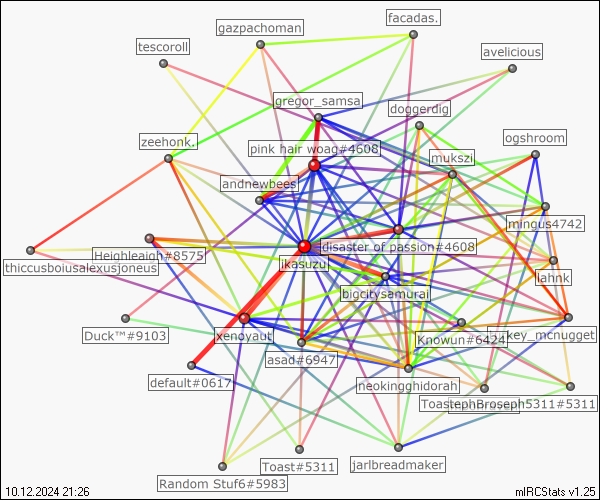 facadas.
gazpachoman
tescoroll
avelicious
gregor_samsa
doggerdig
ogshroom
zeehonk.
pink hair woag#4608
mukszi
andnewbees
mingus4742
disaster of passion#4608
Heighleaigh#8575
thiccusboiusalexusjoneus
ikasuzu
lahnk
bigcitysamurai
Duck™#9103
xenoyaut
Knowun#6424
key_mcnugget
asad#6947
default#0617
neokingghidorah
ToastephBroseph5311#5311
Toast#5311
jarlbreadmaker
Random Stuf6#5983
10.12.2024 21:26
mIRCStats v1.25